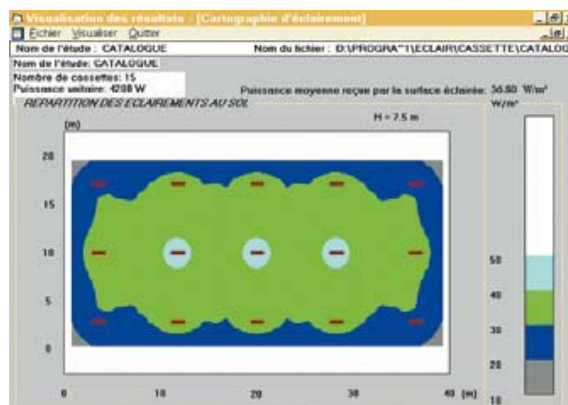 Visualisation des résultats - [Cartographie d'éclairement]
Eichier Visualiser Quitter
Nom de l'étude : CATALOGUE Nom du fichier : D:\PROGRA~1\ECLAIR\CASSETTE\CATALOG
Nom de l'étude: CATALOGUE
Nombre de cassettes: 15
Puissance unitaire: 4200 W
Puissance moyenne reçue par la surface éclairée: 36.60 W/m²
REPARTITION DES ECLAIREMENTS AU SOL
W/m²
(m)
H = 7.5 m
20
15
10
5
0
0 10 20 30 40 (m)
50
40
30
20
10